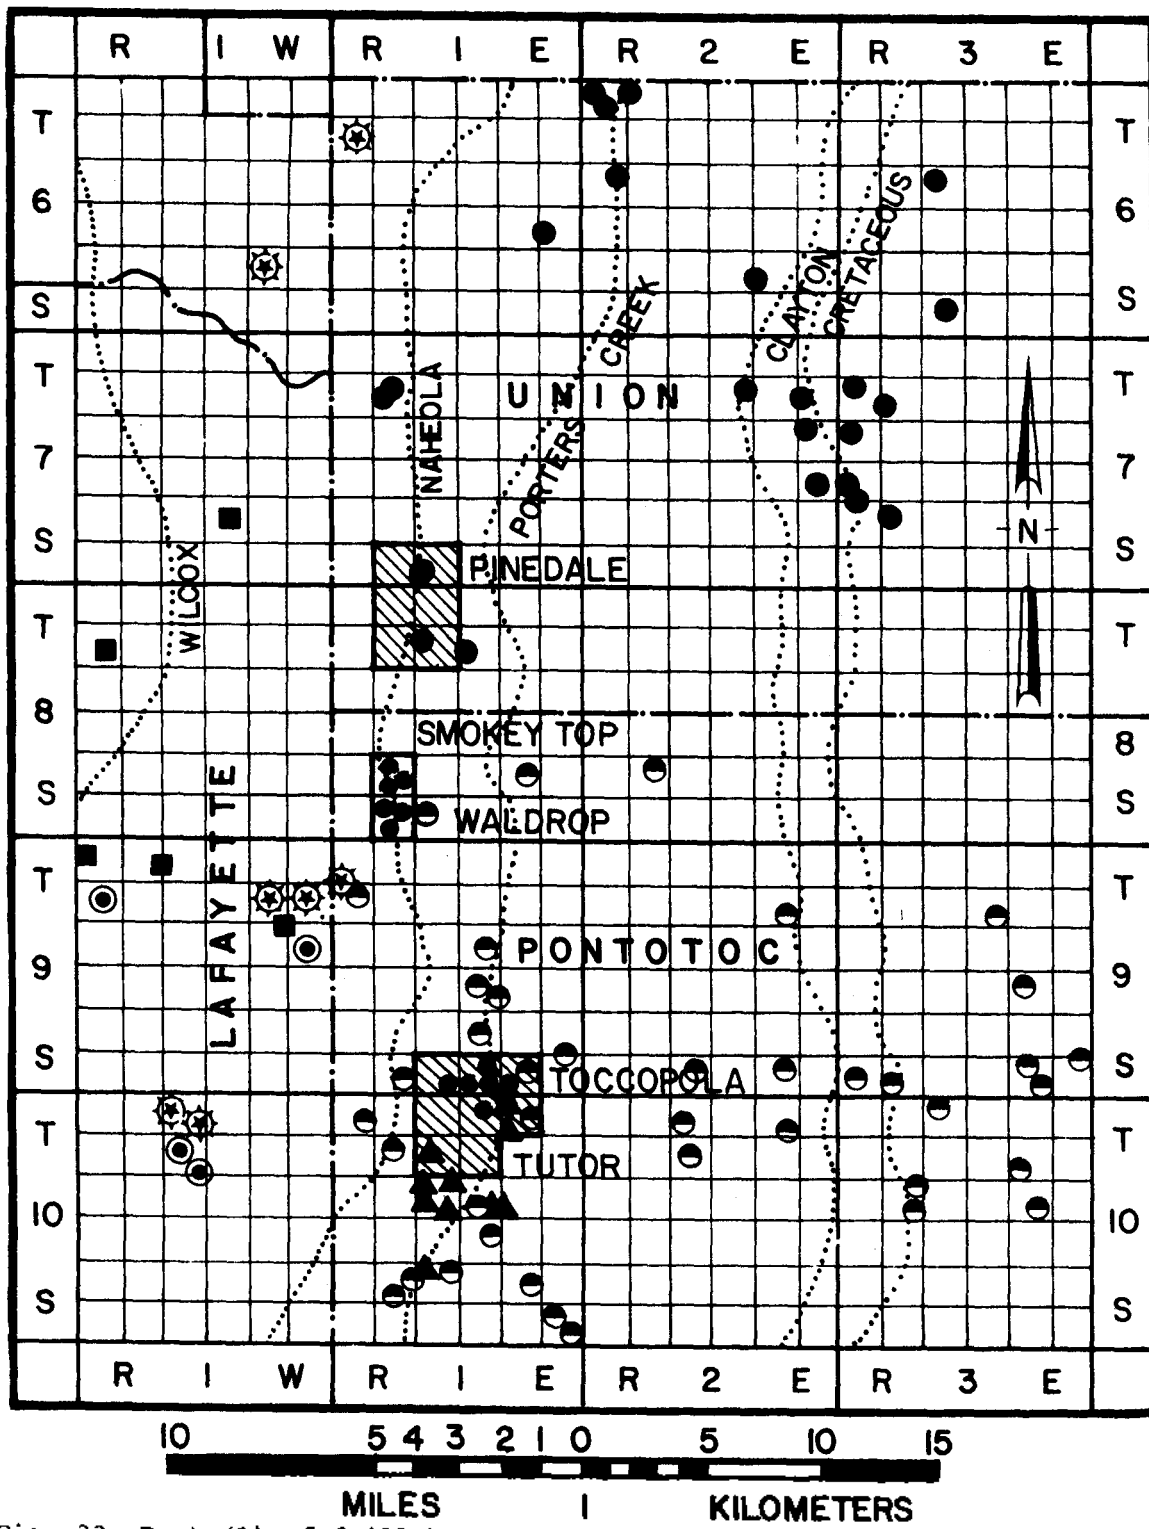 R I W R I E R 2 E R 3 E
T T
6 6
S S
CRETACEOUS
CLAYTON
CREEK
T T
UNION
NAHEOLA
PORTERS
7 7
N
S S
PINEDALE
WILCOX
T T
SMOKEY TOP
8 8
LAFAYETTE
S S
WALDROP
T T
PONTOTOC
9 9
S S
TOCCOPOLA
T T
TUTOR
10 10
S S
R I W R I E R 2 E R 3 E
10 5 4 3 2 1 0 5 10 15
MILES I KILOMETERS